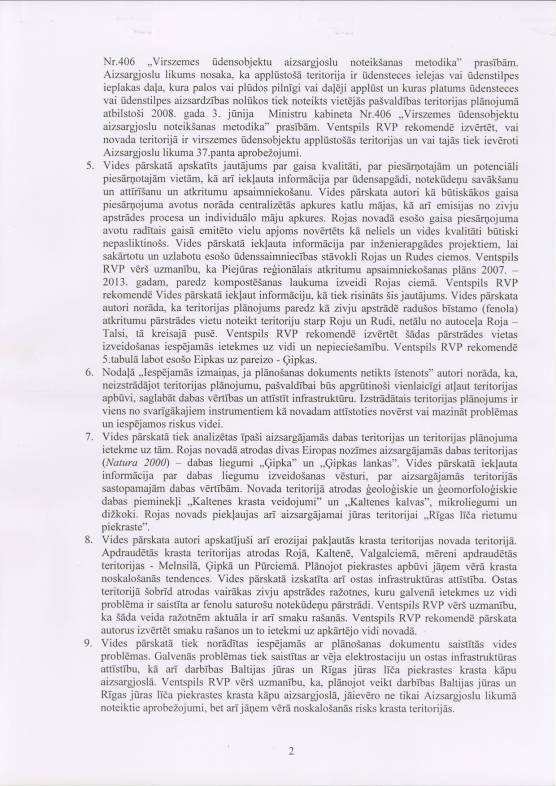 Nr.406 „Virszemes ūdensobjektu aizsargjoslu noteikšanas metodika” prasībām.
Aizsargjoslu likums nosaka, ka applūstošā teritorija ir ūdensteces ielejas vai ūdenstilpes
ieplakas daļa, kura palos vai plūdos pilnīgi vai daļēji applūst un kuras platums ūdensteces
vai ūdenstilpes aizsardzības nolūkos tiek noteikts vietējās pašvaldības teritorijas plānojumā
atbilstoši 2008. gada 3. jūnija Ministru kabineta Nr.406 „Virszemes ūdensobjektu
aizsargjoslu noteikšanas metodika” prasībām. Ventspils RVP rekomendē izvērtēt, vai
novada teritorijā ir virszemes ūdensobjektu applūstošās teritorijas un vai tajās tiek ievēroti
Aizsargjoslu likuma 37.panta aprobežojumi.
5. Vides pārskatā apskatīts jautājums par gaisa kvalitāti, par piesārņotajām un potenciāli
piesārņotajām vietām, kā arī iekļauta informācija par ūdensapgādi, notekūdeņu savākšanu
un attīrīšanu un atkritumu apsaimniekošanu. Vides pārskata autori kā būtiskākos gaisa
piesārņojuma avotus norāda centralizētās apkures katlu mājas, kā arī emisijas no zivju
apstrādes procesa un individuālo māju apkures. Rojas novadā esošo gaisa piesārņojuma
avotu radītais gaisā emitēto vielu apjoms novērtēts kā neliels un vides kvalitāti būtiski
nepasliktinošs. Vides pārskatā iekļauta informācija par inženierapgādes projektiem, lai
sakārtotu un uzlabotu esošo ūdenssaimniecības stāvokli Rojas un Rudes ciemos. Ventspils
RVP vērš uzmanību, ka Piejūras reģionālais atkritumu apsaimniekošanas plāns 2007. –
2013. gadam, paredz kompostēšanas laukuma izveidi Rojas ciemā. Ventspils RVP
rekomendē Vides pārskatā iekļaut informāciju, kā tiek risināts šis jautājums. Vides pārskata
autori norāda, ka teritorijas plānojums paredz kā zivju apstrādē radušos bīstamo (fenola)
atkritumu pārstrādes vietu noteikt teritoriju starp Roju un Rudi, netālu no autoceļa Roja –
Talsi, tā kreisajā pusē. Ventspils RVP rekomendē izvērtēt šādas pārstrādes vietas
izveidošanas iespējamās ietekmes uz vidi un nepieciešamību. Ventspils RVP rekomendē
5.tabulā labot esošo Eipkas uz pareizo - Ģipkas.
6. Nodaļā „Iespējamās izmaiņas, ja plānošanas dokuments netikts īstenots” autori norāda, ka,
neizstrādājot teritorijas plānojumu, pašvaldībai būs apgrūtinoši vienlaicīgi atļaut teritorijas
apbūvi, saglabāt dabas vērtības un attīstīt infrastruktūru. Izstrādātais teritorijas plānojums ir
viens no svarīgākajiem instrumentiem kā novadam attīstoties novērst vai mazināt problēmas
un iespējamos riskus videi.
7. Vides pārskatā tiek analizētas īpaši aizsargājamās dabas teritorijas un teritorijas plānojuma
ietekme uz tām. Rojas novadā atrodas divas Eiropas nozīmes aizsargājamās dabas teritorijas
(Natura 2000) – dabas liegumi „Ģipka” un „Ģipkas lankas”. Vides pārskatā iekļauta
informācija par dabas liegumu izveidošanas vēsturi, par aizsargājamās teritorijās
sastopamajām dabas vērtībām. Novada teritorijā atrodas ģeoloģiskie un ģeomorfoloģiskie
dabas pieminekļi „Kaltenes krasta veidojumi” un „Kaltenes kalvas”, mikroliegumi un
dižkoki. Rojas novads piekļaujas arī aizsargājamai jūras teritorijai „Rīgas līča rietumu
piekraste”.
8. Vides pārskata autori apskatījuši arī erozijai pakļautās krasta teritorijas novada teritorijā.
Apdraudētās krasta teritorijas atrodas Rojā, Kaltenē, Valgalciemā, mēreni apdraudētās
teritorijas - Melnsilā, Ģipkā un Pūrciemā. Plānojot piekrastes apbūvi jāņem vērā krasta
noskalošanās tendences. Vides pārskatā izskatīta arī ostas infrastruktūras attīstība. Ostas
teritorijā šobrīd atrodas vairākas zivju apstrādes ražotnes, kuru galvenā ietekmes uz vidi
problēma ir saistīta ar fenolu saturošo notekūdeņu pārstrādi. Ventspils RVP vērš uzmanību,
ka šāda veida ražotnēm aktuāla ir arī smaku rašanās. Ventspils RVP rekomendē pārskata
autorus izvērtēt smaku rašanos un to ietekmi uz apkārtējo vidi novadā.
9. Vides pārskatā tiek norādītas iespējamās ar plānošanas dokumentu saistītās vides
problēmas. Galvenās problēmas tiek saistītas ar vēja elektrostaciju un ostas infrastruktūras
attīstību, kā arī darbības Baltijas jūras un Rīgas jūras līča piekrastes krasta kāpu
aizsargjoslā. Ventspils RVP vērš uzmanību, ka, plānojot veikt darbības Baltijas jūras un
Rīgas jūras līča piekrastes krasta kāpu aizsargjoslā, jāievēro ne tikai Aizsargjoslu likumā
noteiktie aprobežojumi, bet arī jāņem vērā noskalošanās risks krasta teritorijās.
2